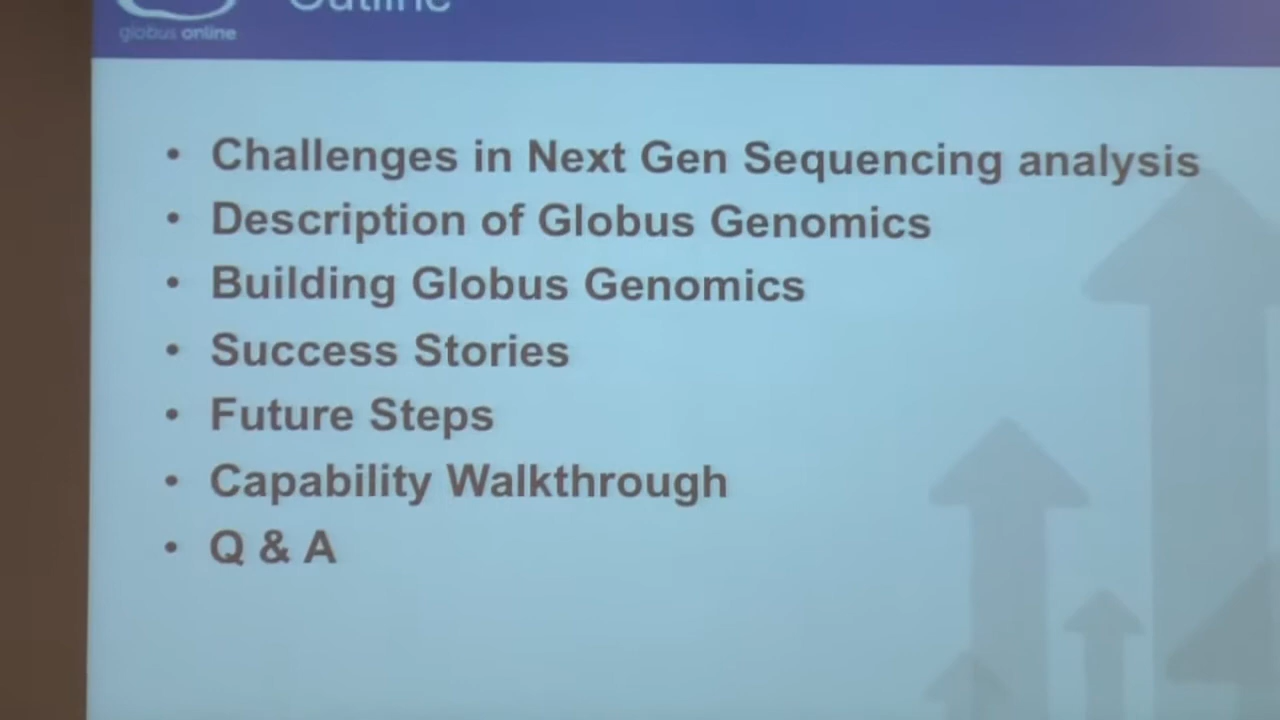 Outline
globus online
• Challenges in Next Gen Sequencing analysis
• Description of Globus Genomics
• Building Globus Genomics
• Success Stories
• Future Steps
• Capability Walkthrough
• Q & A